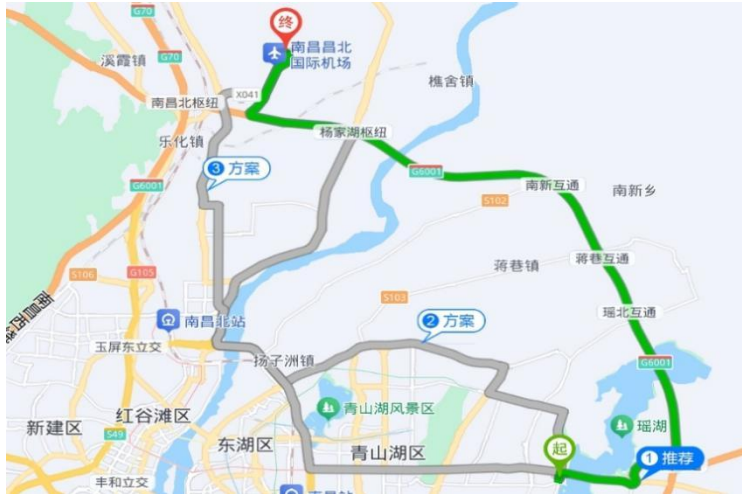 终
G70
G70
溪霞镇
南昌昌北
国际机场
樵舍镇
X041
南昌北枢纽
杨家湖枢纽
乐化镇
3 方案
G6001
G6001
南新互通
南新乡
S102
蒋巷镇
蒋巷互通
S106
G105
S103
瑶北互通
南昌西
南昌北站
2 方案
玉屏东立交
扬子洲镇
G6001
青山湖风景区
红谷滩区
新建区
瑶湖
S49
东湖区
青山湖区
起
1 推荐
丰和立交
南昌站